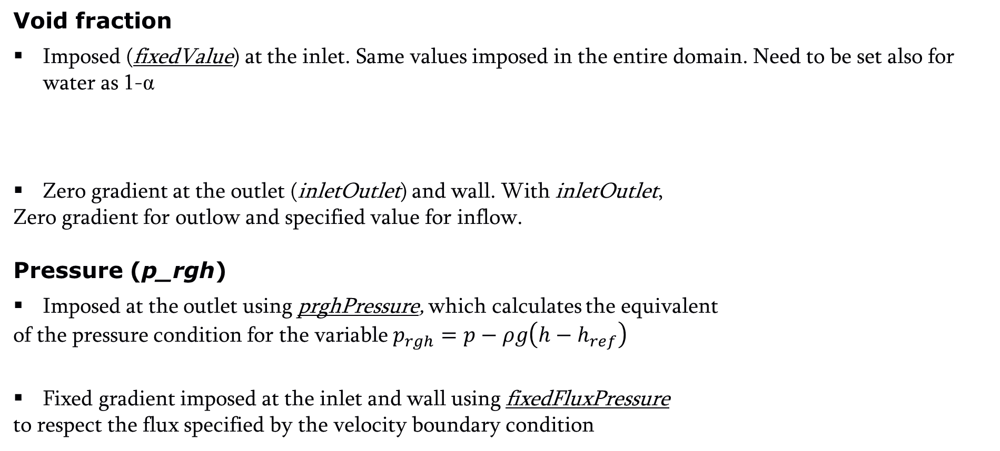 Void fraction
▪ Imposed (fixedValue) at the inlet. Same values imposed in the entire domain. Need to be set also for
water as 1-α
▪ Zero gradient at the outlet (inletOutlet) and wall. With inletOutlet,
Zero gradient for outlow and specified value for inflow.
Pressure (p_rgh)
▪ Imposed at the outlet using prghPressure, which calculates the equivalent
of the pressure condition for the variable p_{rgh} = p − ρg(h − h_{ref})
▪ Fixed gradient imposed at the inlet and wall using fixedFluxPressure
to respect the flux specified by the velocity boundary condition